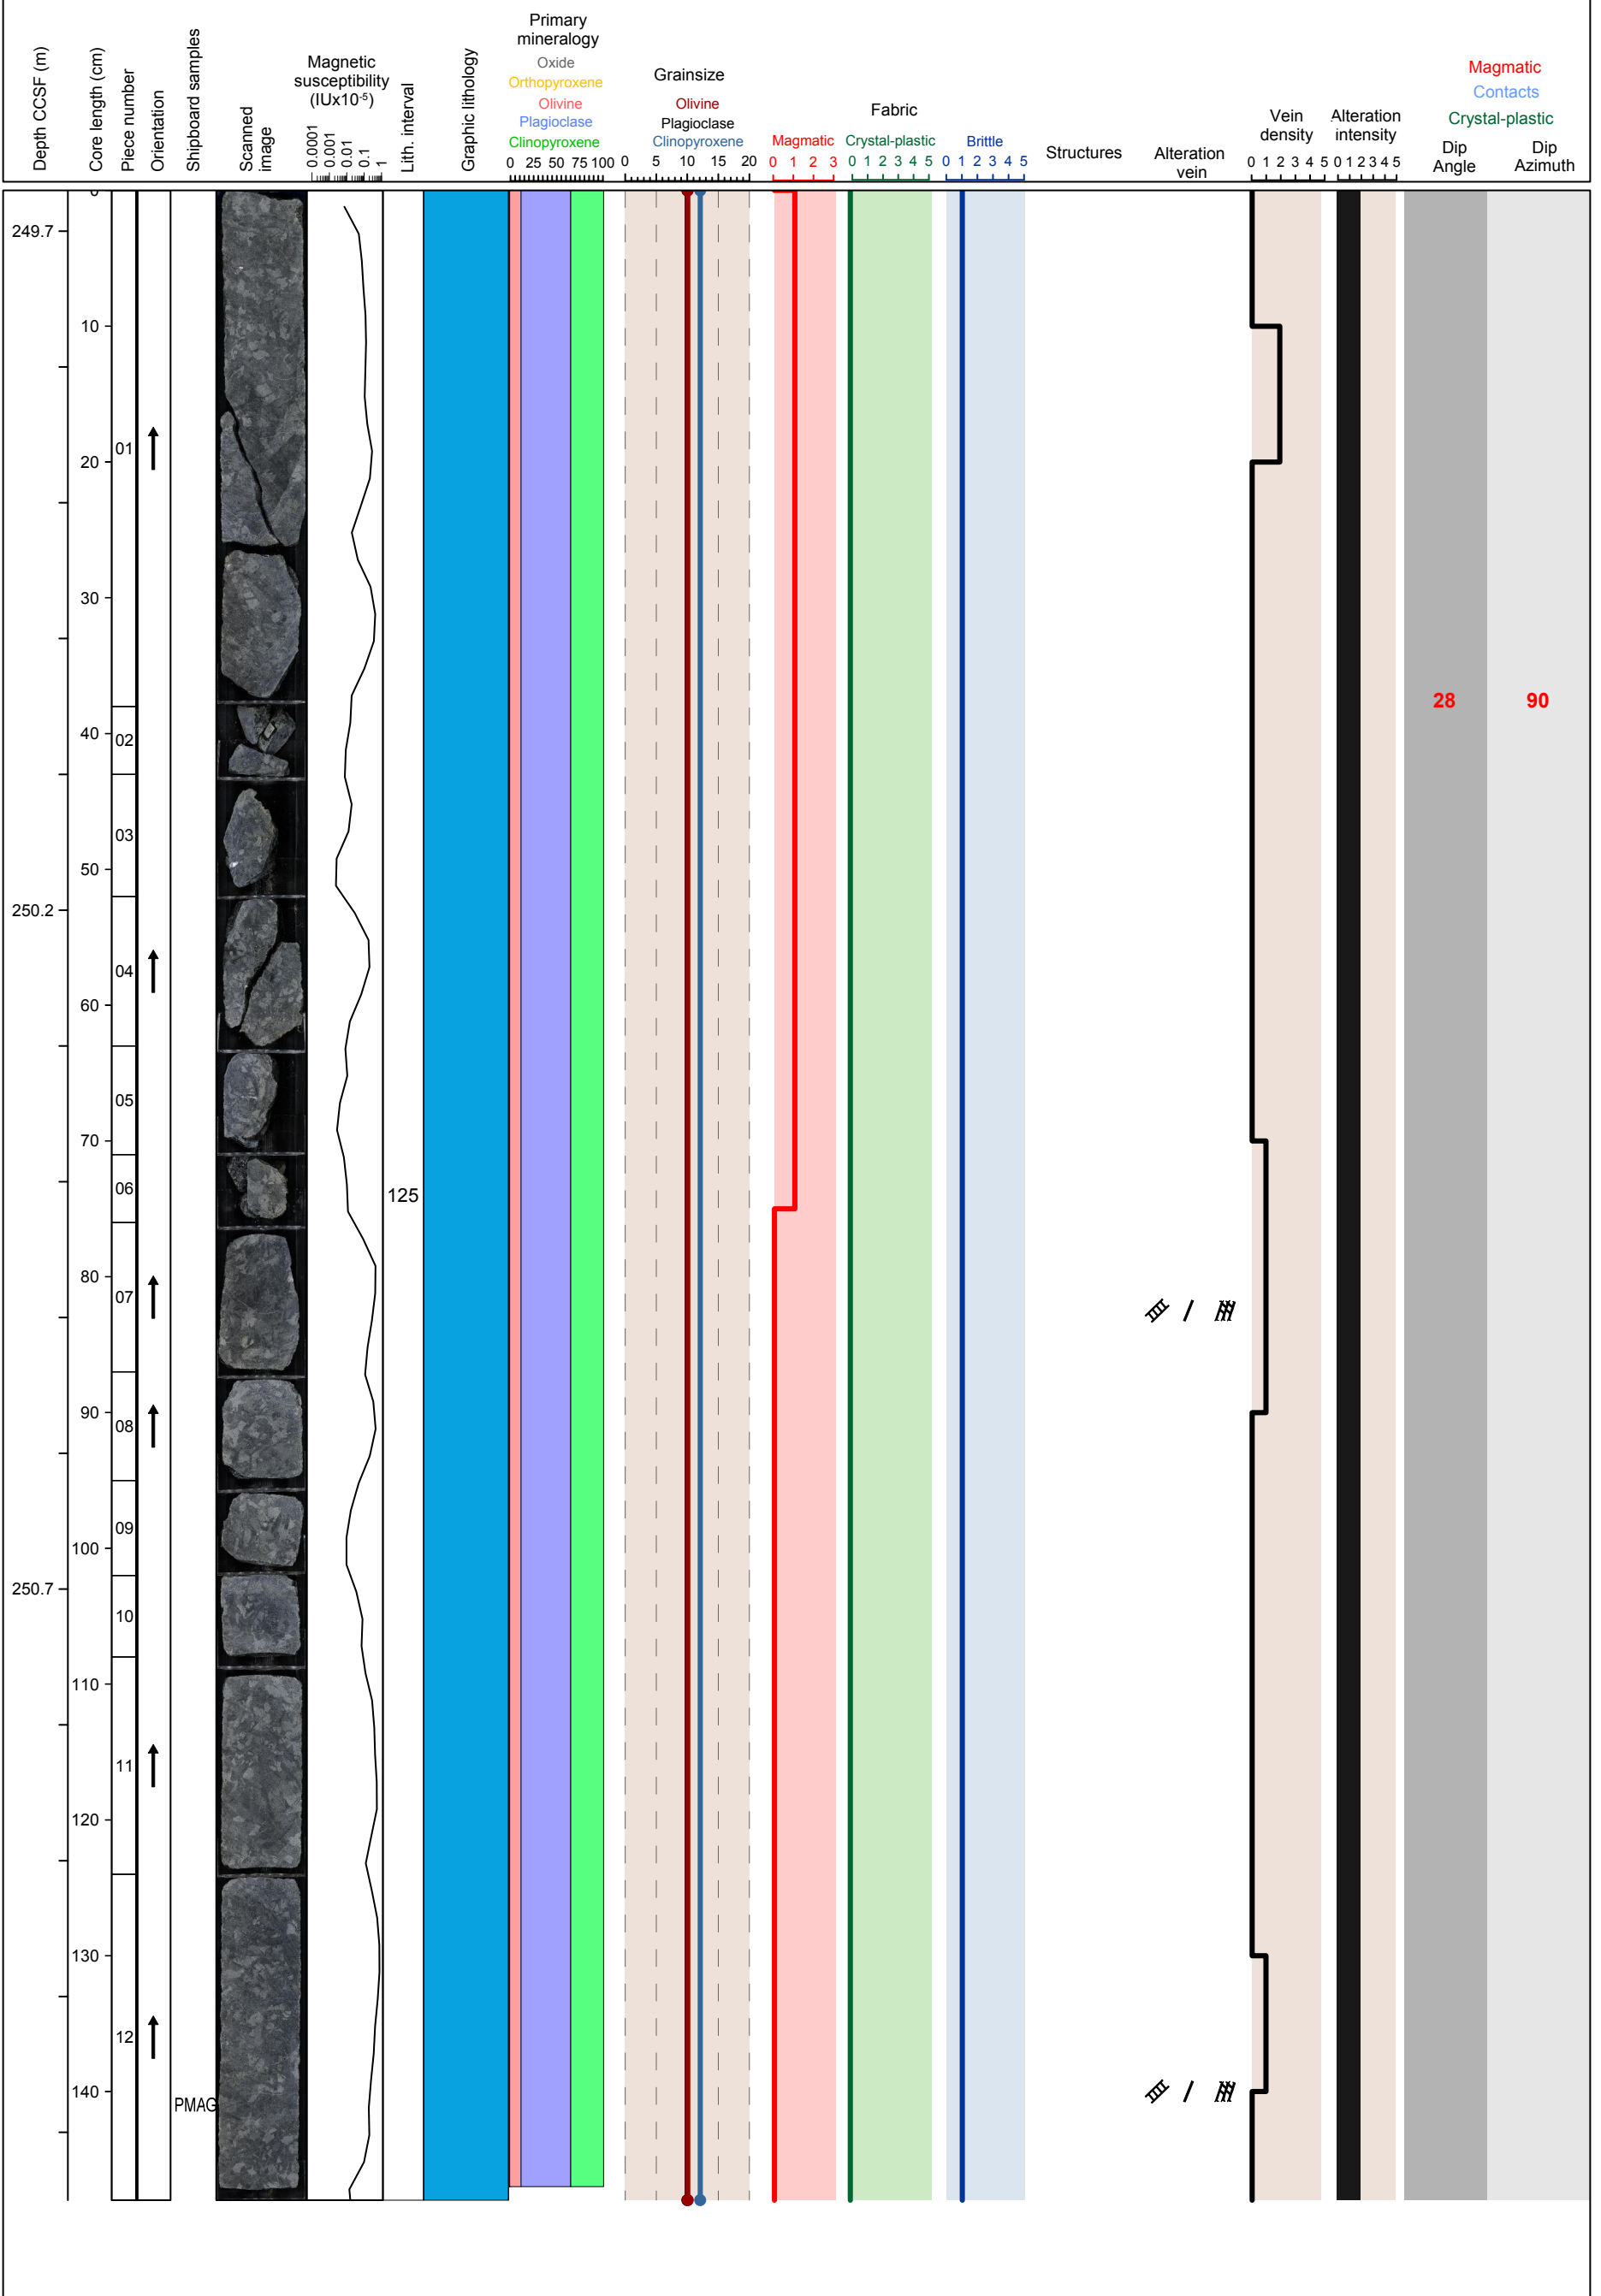 Depth CCSF (m)
Core length (cm)
Piece number
Orientation
Shipboard samples
Scanned
image
Magnetic
susceptibility
(IUx10-5)
0.0001
0.001
0.01
0.1
1
Lith. interval
Graphic lithology
Primary
mineralogy
Oxide
Orthopyroxene
Olivine
Plagioclase
Clinopyroxene
0 25 50 75 100
Grainsize
Olivine
Plagioclase
Clinopyroxene
0 5 10 15 20
Fabric
Magmatic
0 1 2 3
Crystal-plastic
0 1 2 3 4 5
Brittle
0 1 2 3 4 5
Structures
Alteration
vein
Vein
density
0 1 2 3 4 5
Alteration
intensity
0 1 2 3 4 5
Magmatic
Contacts
Crystal-plastic
Dip
Angle
Dip
Azimuth
0
249.7
10
01
20
30
28 90
40
02
03
50
250.2
04
60
05
70
06
125
80
07
90
08
09
100
250.7
10
110
11
120
130
12
140
PMAG